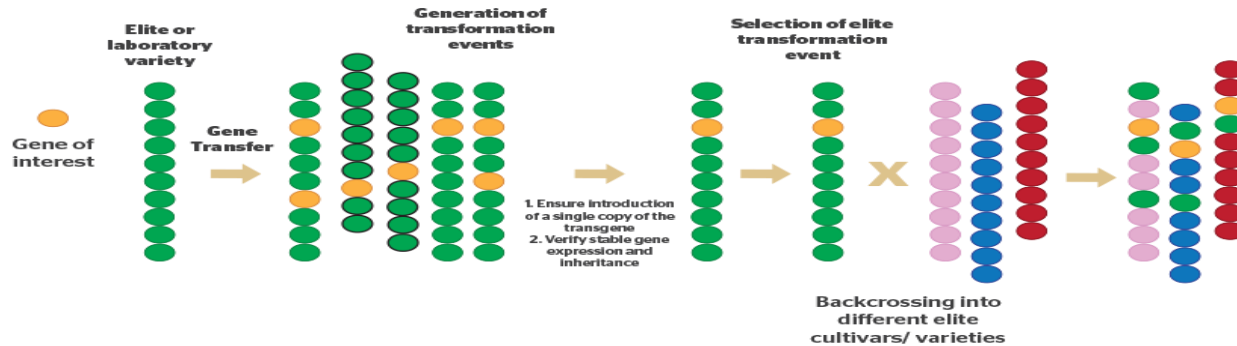 Gene of
interest
Elite or
laboratory
variety
Gene
Transfer
Generation of
transformation
events
1. Ensure introduction
of a single copy of the
transgene
2. Verify stable gene
expression and
inheritance
Selection of elite
transformation
event
X
Backcrossing into
different elite
cultivars/ varieties